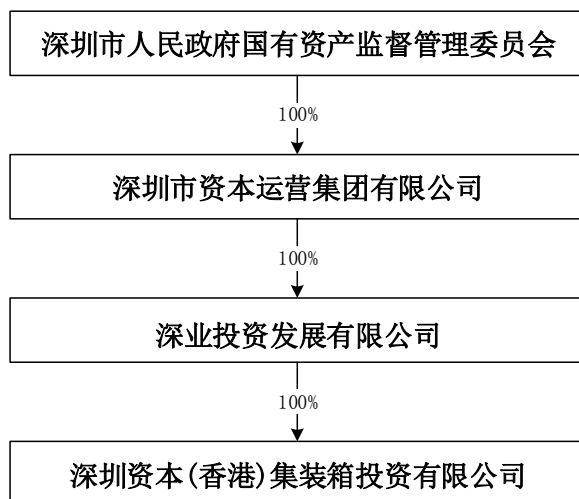 深圳市人民政府国有资产监督管理委员会
100%
深圳市资本运营集团有限公司
100%
深业投资发展有限公司
100%
深圳资本(香港)集装箱投资有限公司